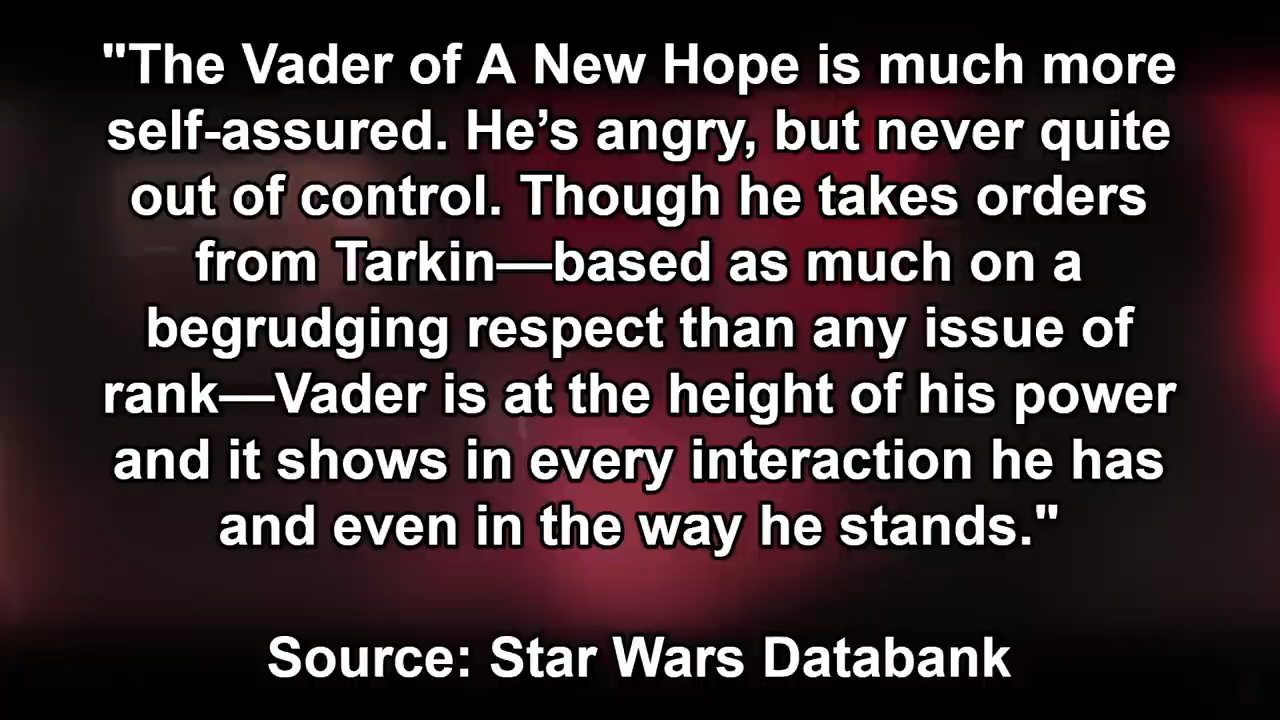 "The Vader of A New Hope is much more
self-assured. He’s angry, but never quite
out of control. Though he takes orders
from Tarkin—based as much on a
begrudging respect than any issue of
rank—Vader is at the height of his power
and it shows in every interaction he has
and even in the way he stands."
Source: Star Wars Databank